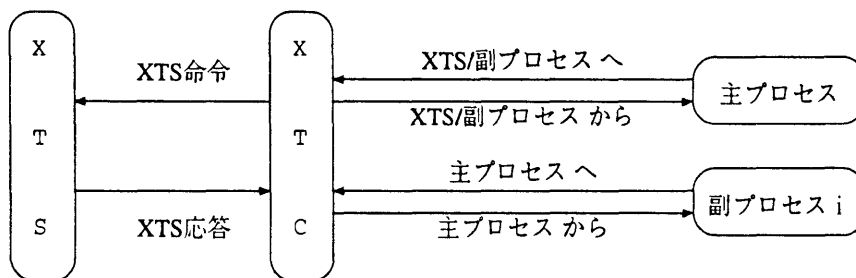 X
T
S
XTS命令
XTS応答
X
T
C
XTS/副プロセス へ
XTS/副プロセス から
主プロセス
主プロセス へ
主プロセス から
副プロセス i